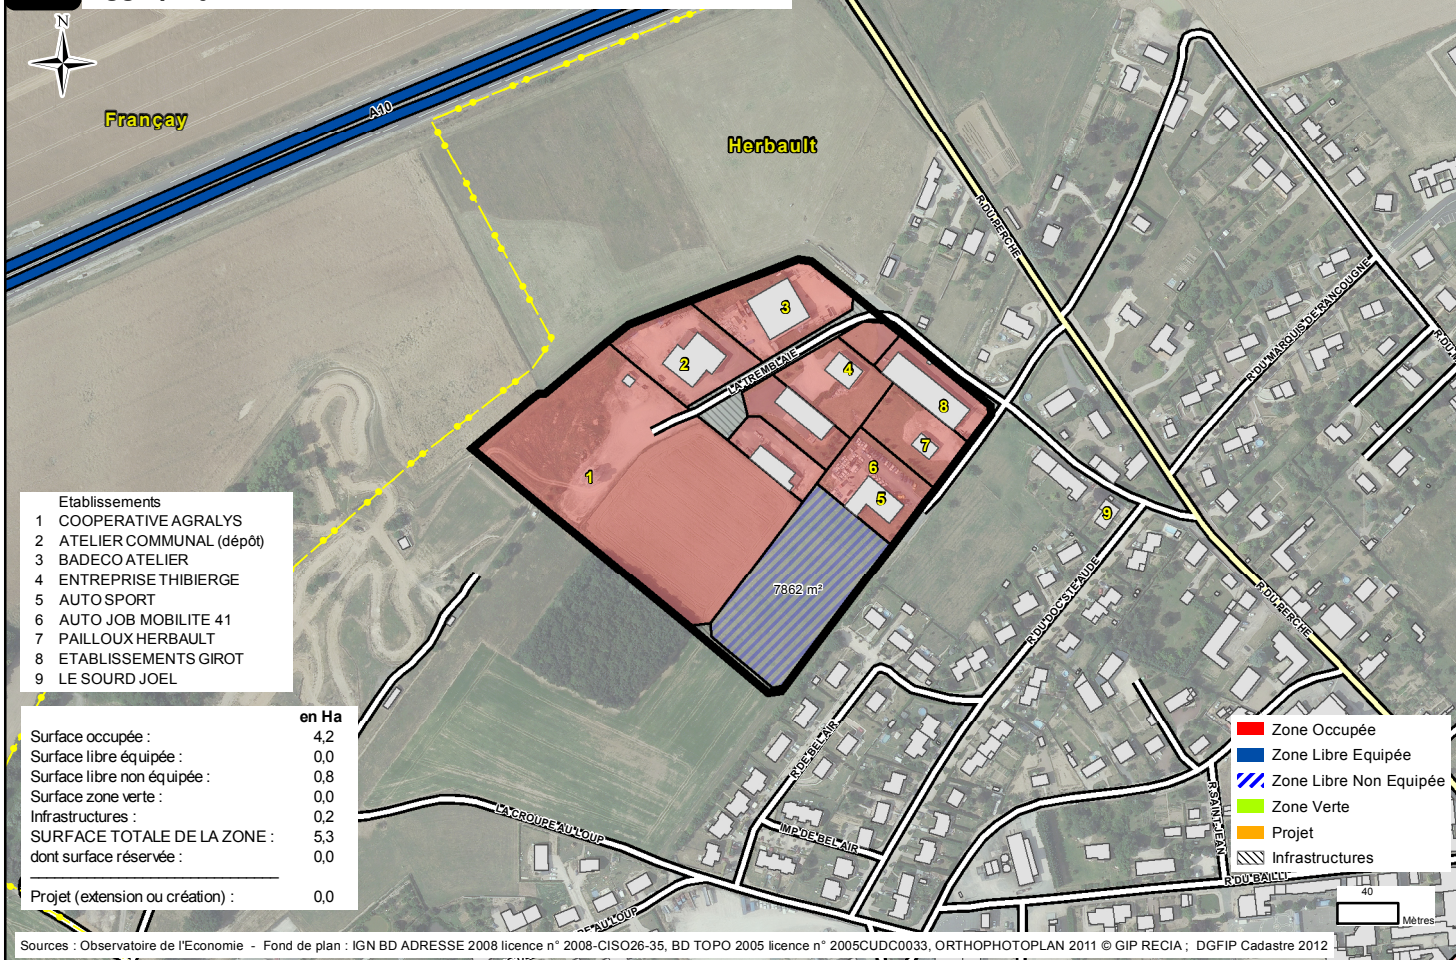 N
A10
Françay
Herbault
R DU PERCHE
R DU MARQUIS DE RANCOUGNE
LA TREMBLAIE
3
2
4
8
7
6
5
1
9
7862 m²
R DU DOC STE AUDE
R DU PERCHE
R DE BEL AIR
IMP DE BEL AIR
LA CROUPE AU LOUP
R SAINT-JEAN
Etablissements
1 COOPERATIVE AGRALYS
2 ATELIER COMMUNAL (dépôt)
3 BADECO ATELIER
4 ENTREPRISE THIBIERGE
5 AUTO SPORT
6 AUTO JOB MOBILITE 41
7 PAILLOUX HERBAULT
8 ETABLISSEMENTS GIROT
9 LE SOURD JOEL
en Ha
Surface occupée : 4,2
Surface libre équipée : 0,0
Surface libre non équipée : 0,8
Surface zone verte : 0,0
Infrastructures : 0,2
SURFACE TOTALE DE LA ZONE : 5,3
dont surface réservée : 0,0
Projet (extension ou création) : 0,0
Zone Occupée
Zone Libre Equipée
Zone Libre Non Equipée
Zone Verte
Projet
Infrastructures
40
Mètres
Sources : Observatoire de l'Economie - Fond de plan : IGN BD ADRESSE 2008 licence n° 2008-CISO26-35, BD TOPO 2005 licence n° 2005CUDC0033, ORTHOPHOTOPLAN 2011 © GIP RECIA ; DGFIP Cadastre 2012